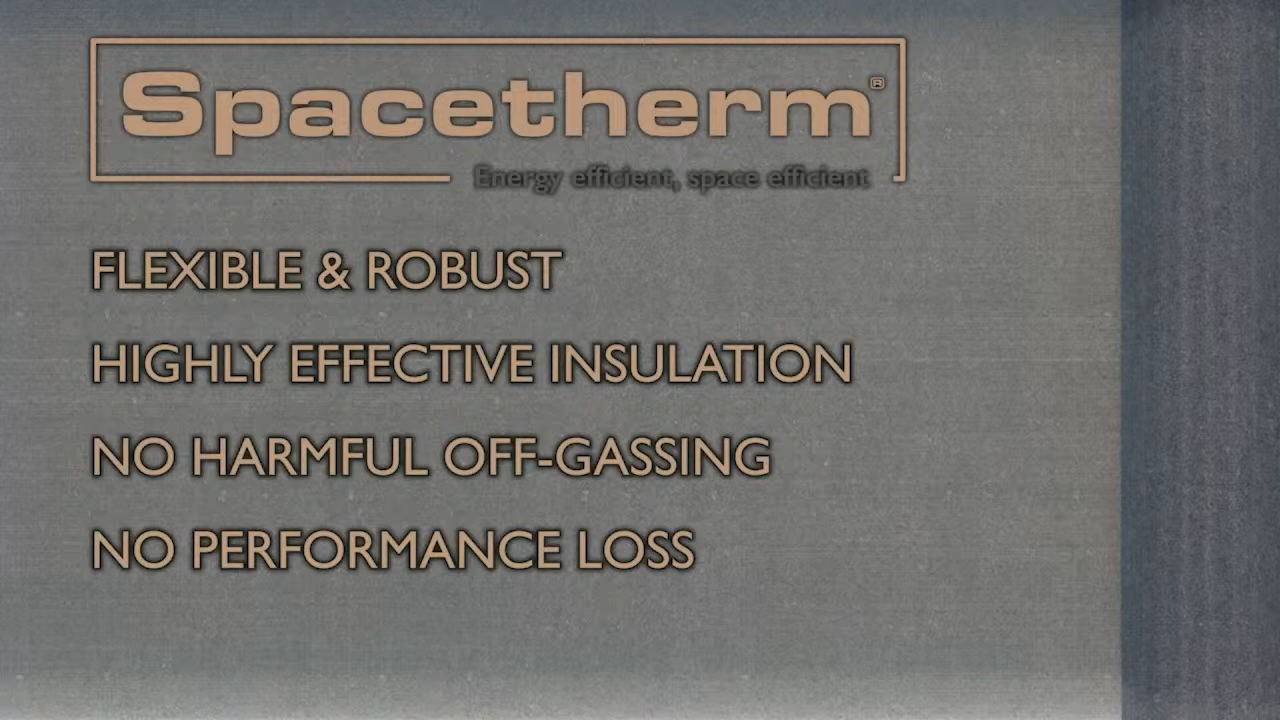 Spacetherm®
Energy efficient, space efficient
FLEXIBLE & ROBUST
HIGHLY EFFECTIVE INSULATION
NO HARMFUL OFF-GASSING
NO PERFORMANCE LOSS